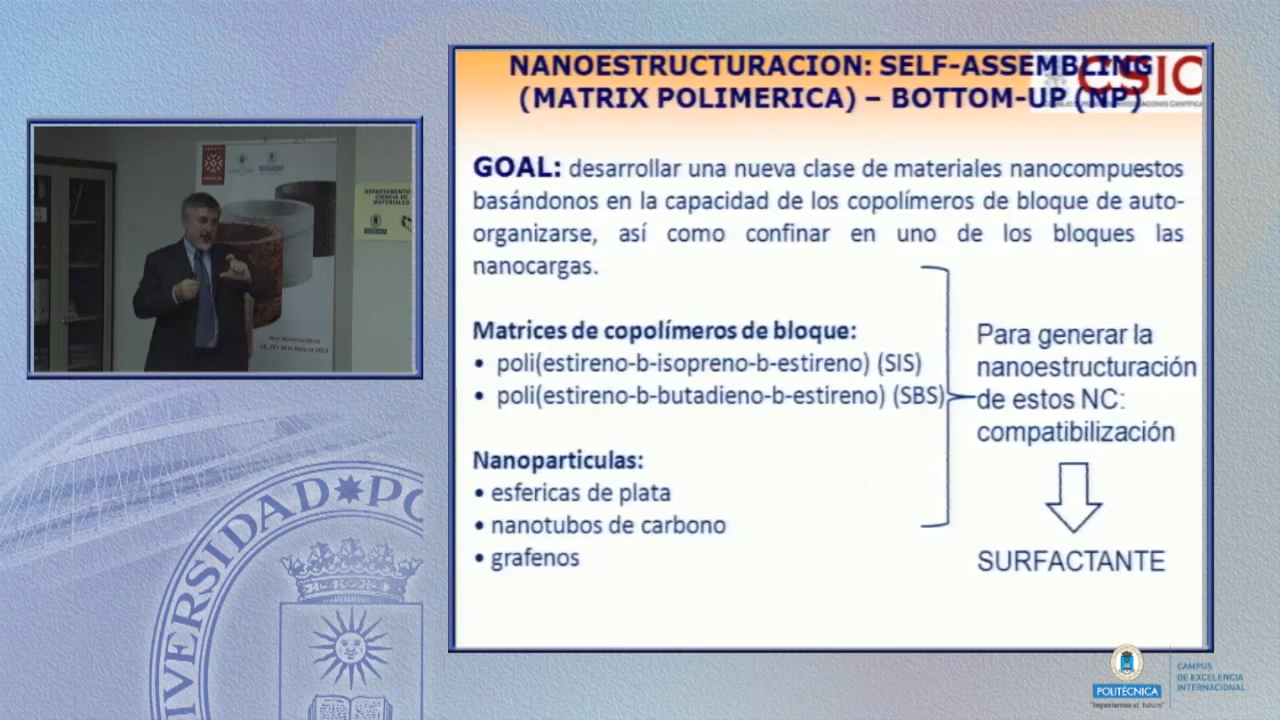 NANOESTRUCTURACION: SELF-ASSEMBLING
(MATRIX POLIMERICA) – BOTTOM-UP (NP)
CSIC
GOAL: desarrollar una nueva clase de materiales nanocompuestos
basándonos en la capacidad de los copolímeros de bloque de auto-
organizarse, así como confinar en uno de los bloques las
nanocargas.
Matrices de copolímeros de bloque:
• poli(estireno-b-isopreno-b-estireno) (SIS)
• poli(estireno-b-butadieno-b-estireno) (SBS)
Nanoparticulas:
• esfericas de plata
• nanotubos de carbono
• grafenos
Para generar la
nanoestructuración
de estos NC:
compatibilización
SURFACTANTE
DEPARTAMENTO
CIENCIA DE
MATERIALES
VERSIDAD PO
POLITÉCNICA
"Ingeniamos el futuro"
CAMPUS
DE EXCELENCIA
INTERNACIONAL